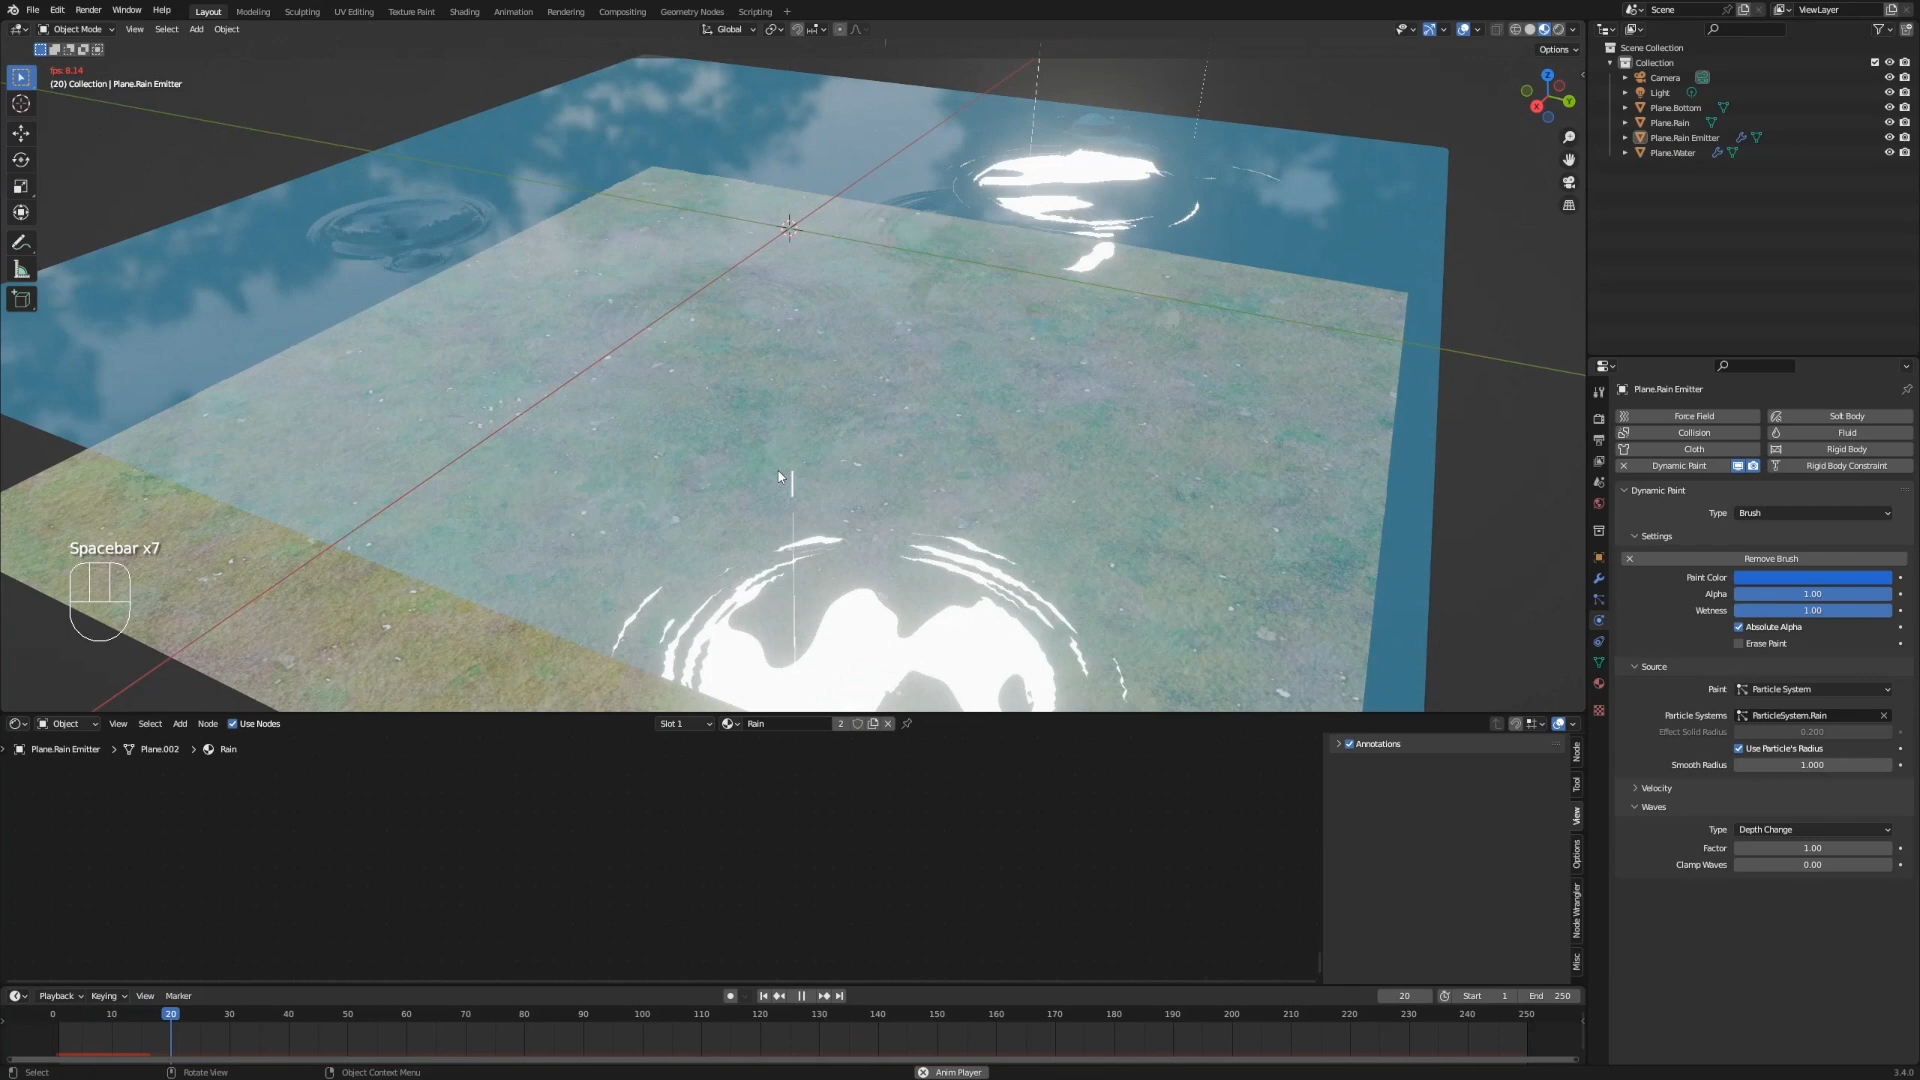 File Edit Render Window Help Layout Modeling Sculpting UV Editing Texture Paint Shading Animation Rendering Compositing Geometry Nodes Scripting + Scene ViewLayer
Object Mode View Select Add Object Global
Options
fps: 8.14
(20) Collection | Plane.Rain Emitter
Z
Y
X
Scene Collection
Collection
Camera
Light
Plane.Bottom
Plane.Rain
Plane.Rain Emitter
Plane.Water
Plane.Rain Emitter
Force Field Soft Body
Collision Fluid
Cloth Rigid Body
Dynamic Paint Rigid Body Constraint
Dynamic Paint
Type Brush
Settings
Remove Brush
Paint Color
Alpha 1.00
Wetness 1.00
Absolute Alpha
Erase Paint
Source
Paint Particle System
Particle Systems ParticleSystem.Rain
Effect Solid Radius 0.200
Use Particle's Radius
Smooth Radius 1.000
Velocity
Waves
Type Depth Change
Factor 1.00
Clamp Waves 0.00
Spacebar x7
Object View Select Add Node Use Nodes Slot 1 Rain 2
Plane.Rain Emitter > Plane.002 > Rain
Annotations
Node
Tool
View
Options
Node Wrangler
Misc
Playback Keying View Marker 20 Start 1 End 250
0 10 20 30 40 50 60 70 80 90 100 110 120 130 140 150 160 170 180 190 200 210 220 230 240 250
Select Rotate View Object Context Menu Anim Player 3.4.0